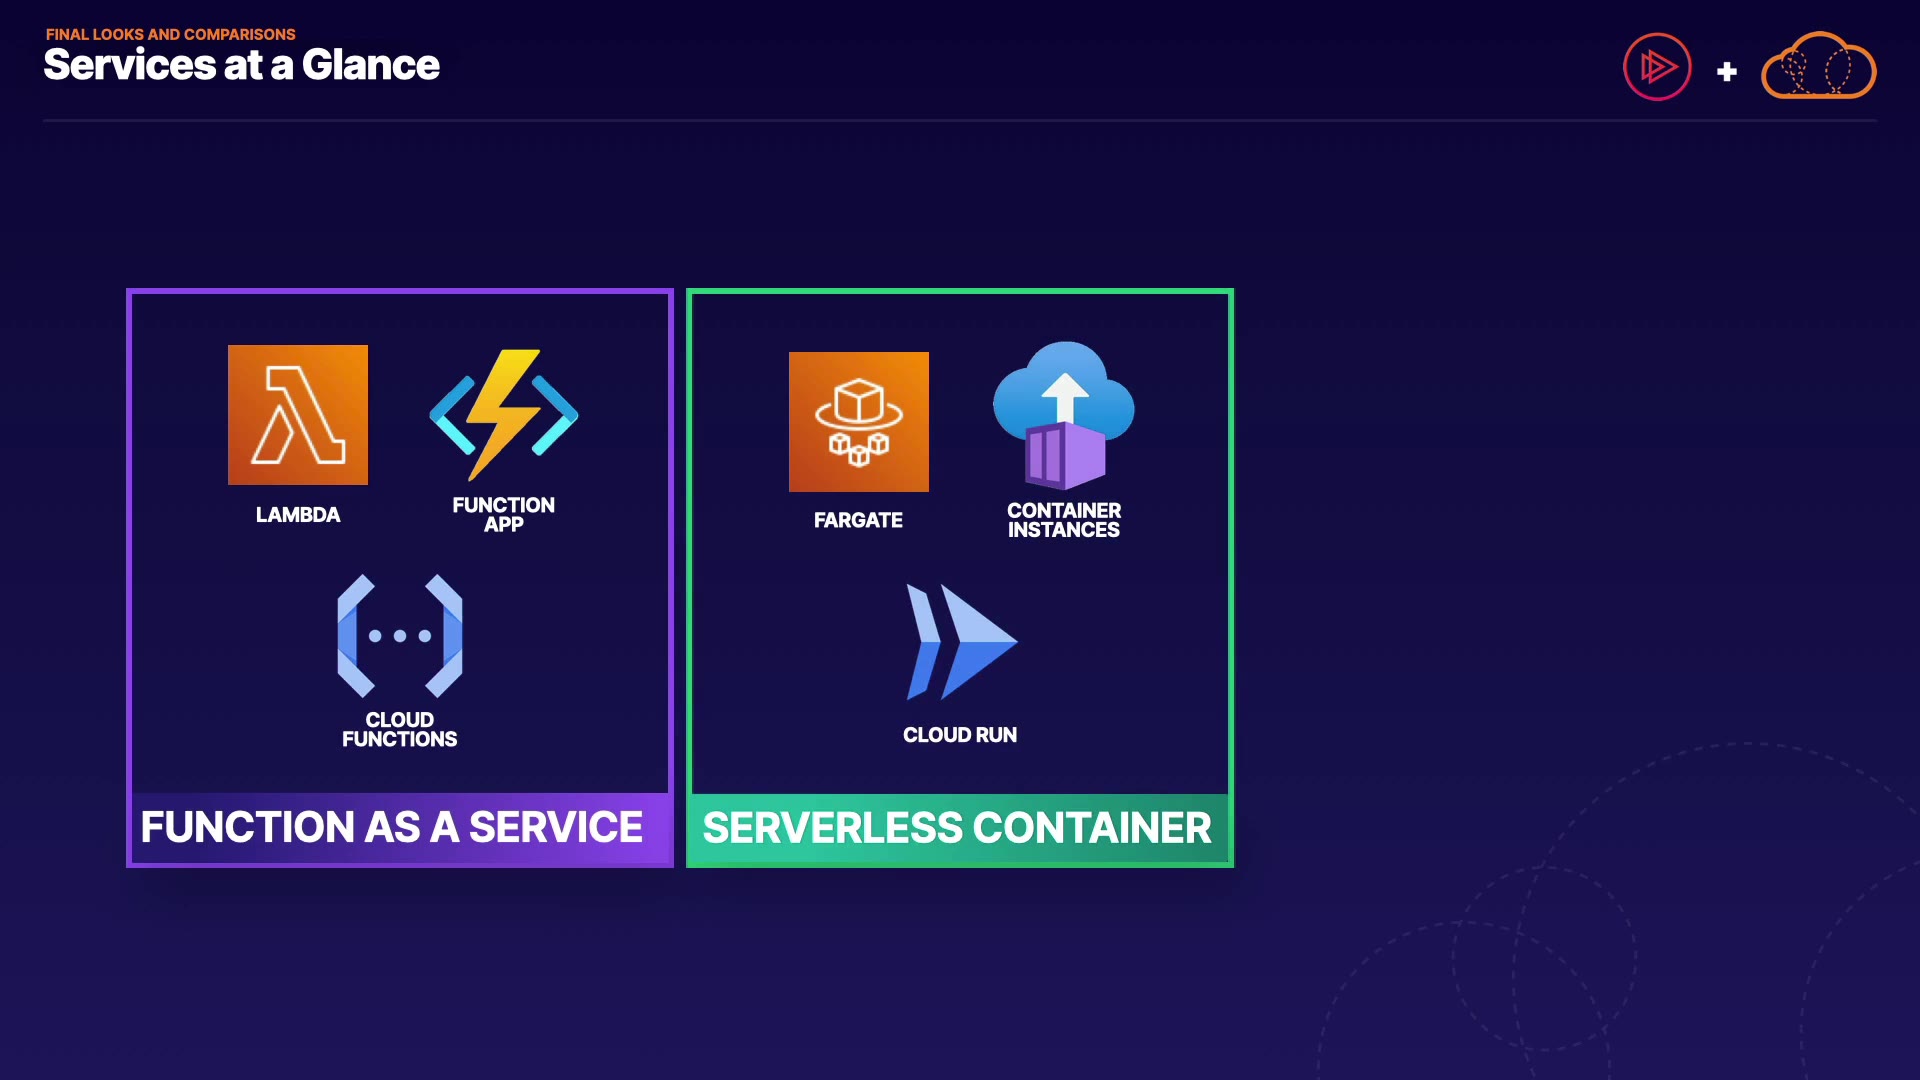 FINAL LOOKS AND COMPARISONS
Services at a Glance
LAMBDA
FUNCTION
APP
CLOUD
FUNCTIONS
FUNCTION AS A SERVICE
FARGATE
CONTAINER
INSTANCES
CLOUD RUN
SERVERLESS CONTAINER